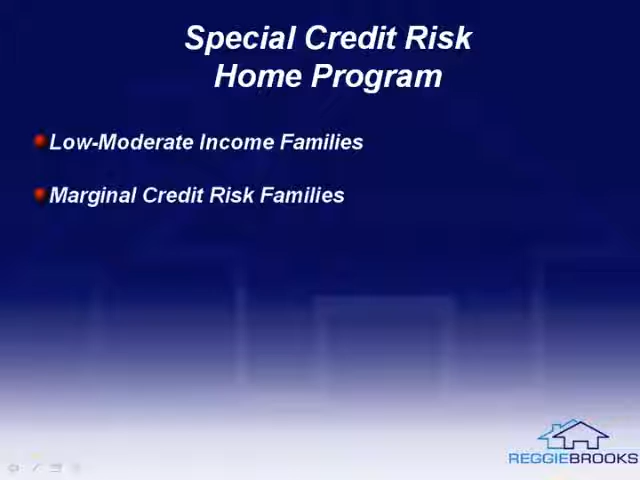 Special Credit Risk
Home Program
Low-Moderate Income Families
Marginal Credit Risk Families
REGGIEBROOKS